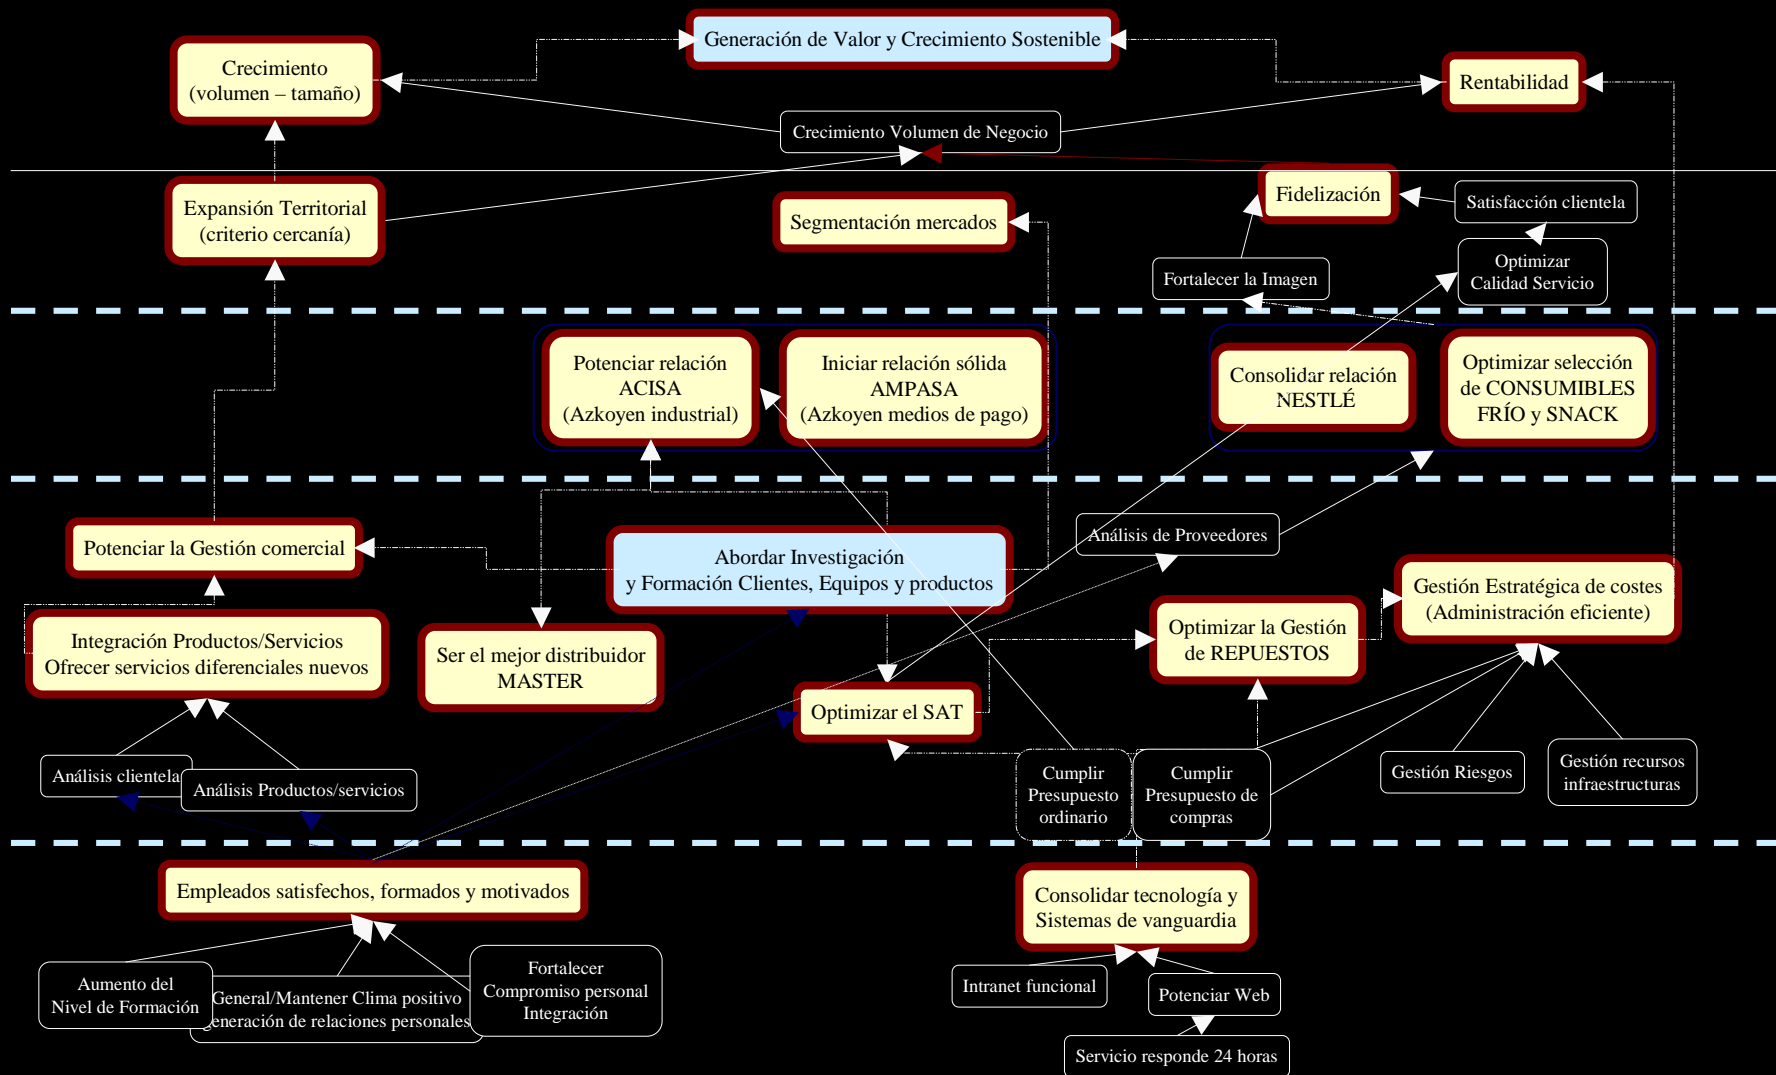 Generación de Valor y Crecimiento Sostenible
Crecimiento
(volumen – tamaño)
Rentabilidad
Crecimiento Volumen de Negocio
Expansión Territorial
(criterio cercanía)
Segmentación mercados
Fidelización
Satisfacción clientela
Fortalecer la Imagen
Optimizar
Calidad Servicio
Potenciar relación
ACISA
(Azkoyen industrial)
Iniciar relación sólida
AMPASA
(Azkoyen medios de pago)
Consolidar relación
NESTLÉ
Optimizar selección
de CONSUMIBLES
FRÍO y SNACK
Potenciar la Gestión comercial
Abordar Investigación
y Formación Clientes, Equipos y productos
Análisis de Proveedores
Gestión Estratégica de costes
(Administración eficiente)
Integración Productos/Servicios
Ofrecer servicios diferenciales nuevos
Ser el mejor distribuidor
MASTER
Optimizar la Gestión
de REPUESTOS
Optimizar el SAT
Análisis clientela
Análisis Productos/servicios
Cumplir
Presupuesto
ordinario
Cumplir
Presupuesto de
compras
Gestión Riesgos
Gestión recursos
infraestructuras
Empleados satisfechos, formados y motivados
Consolidar tecnología y
Sistemas de vanguardia
Aumento del
Nivel de Formación
General/Mantener Clima positivo
generación de relaciones personales
Fortalecer
Compromiso personal
Integración
Intranet funcional
Potenciar Web
Servicio responde 24 horas